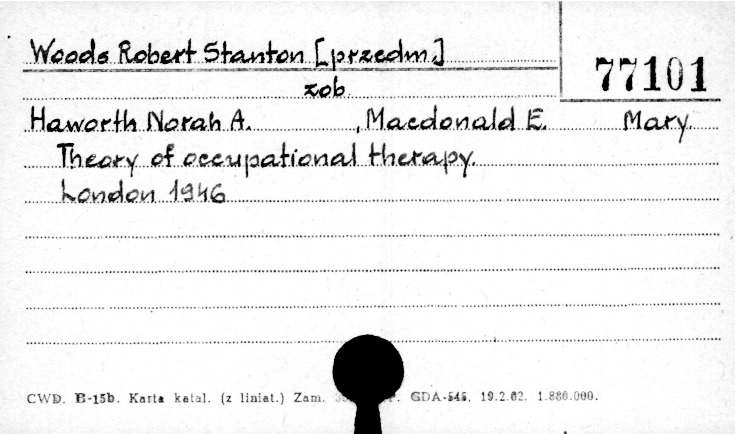 Woods Robert Stanton [przedm.]
77101
zob.
Haworth Norah A. , Macdonald E. Mary.
Theory of occupational therapy.
London 1946
CWD. B-15b. Karta katal. (z liniat.) Zam. GDA-546. 19.2.62. 1.880.000.